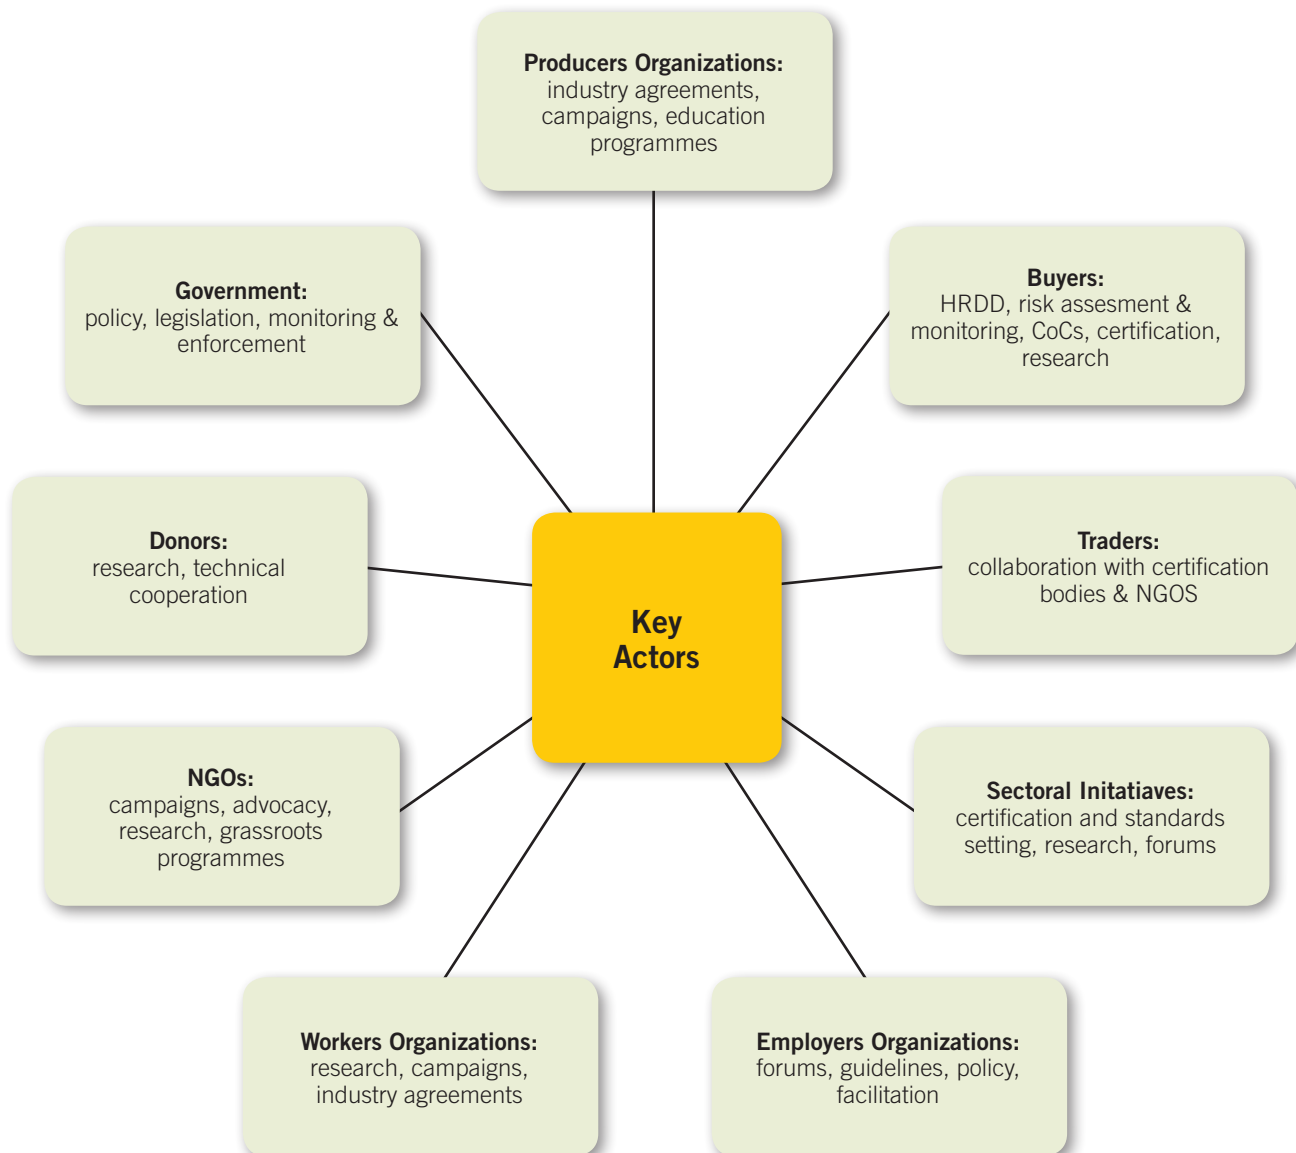 Producers Organizations:
industry agreements,
campaigns, education
programmes
Government:
policy, legislation, monitoring &
enforcement
Buyers:
HRDD, risk assesment &
monitoring, CoCs, certification,
research
Donors:
research, technical
cooperation
Key
Actors
Traders:
collaboration with certification
bodies & NGOS
NGOs:
campaigns, advocacy,
research, grassroots
programmes
Sectoral Initatiaves:
certification and standards
setting, research, forums
Workers Organizations:
research, campaigns,
industry agreements
Employers Organizations:
forums, guidelines, policy,
facilitation